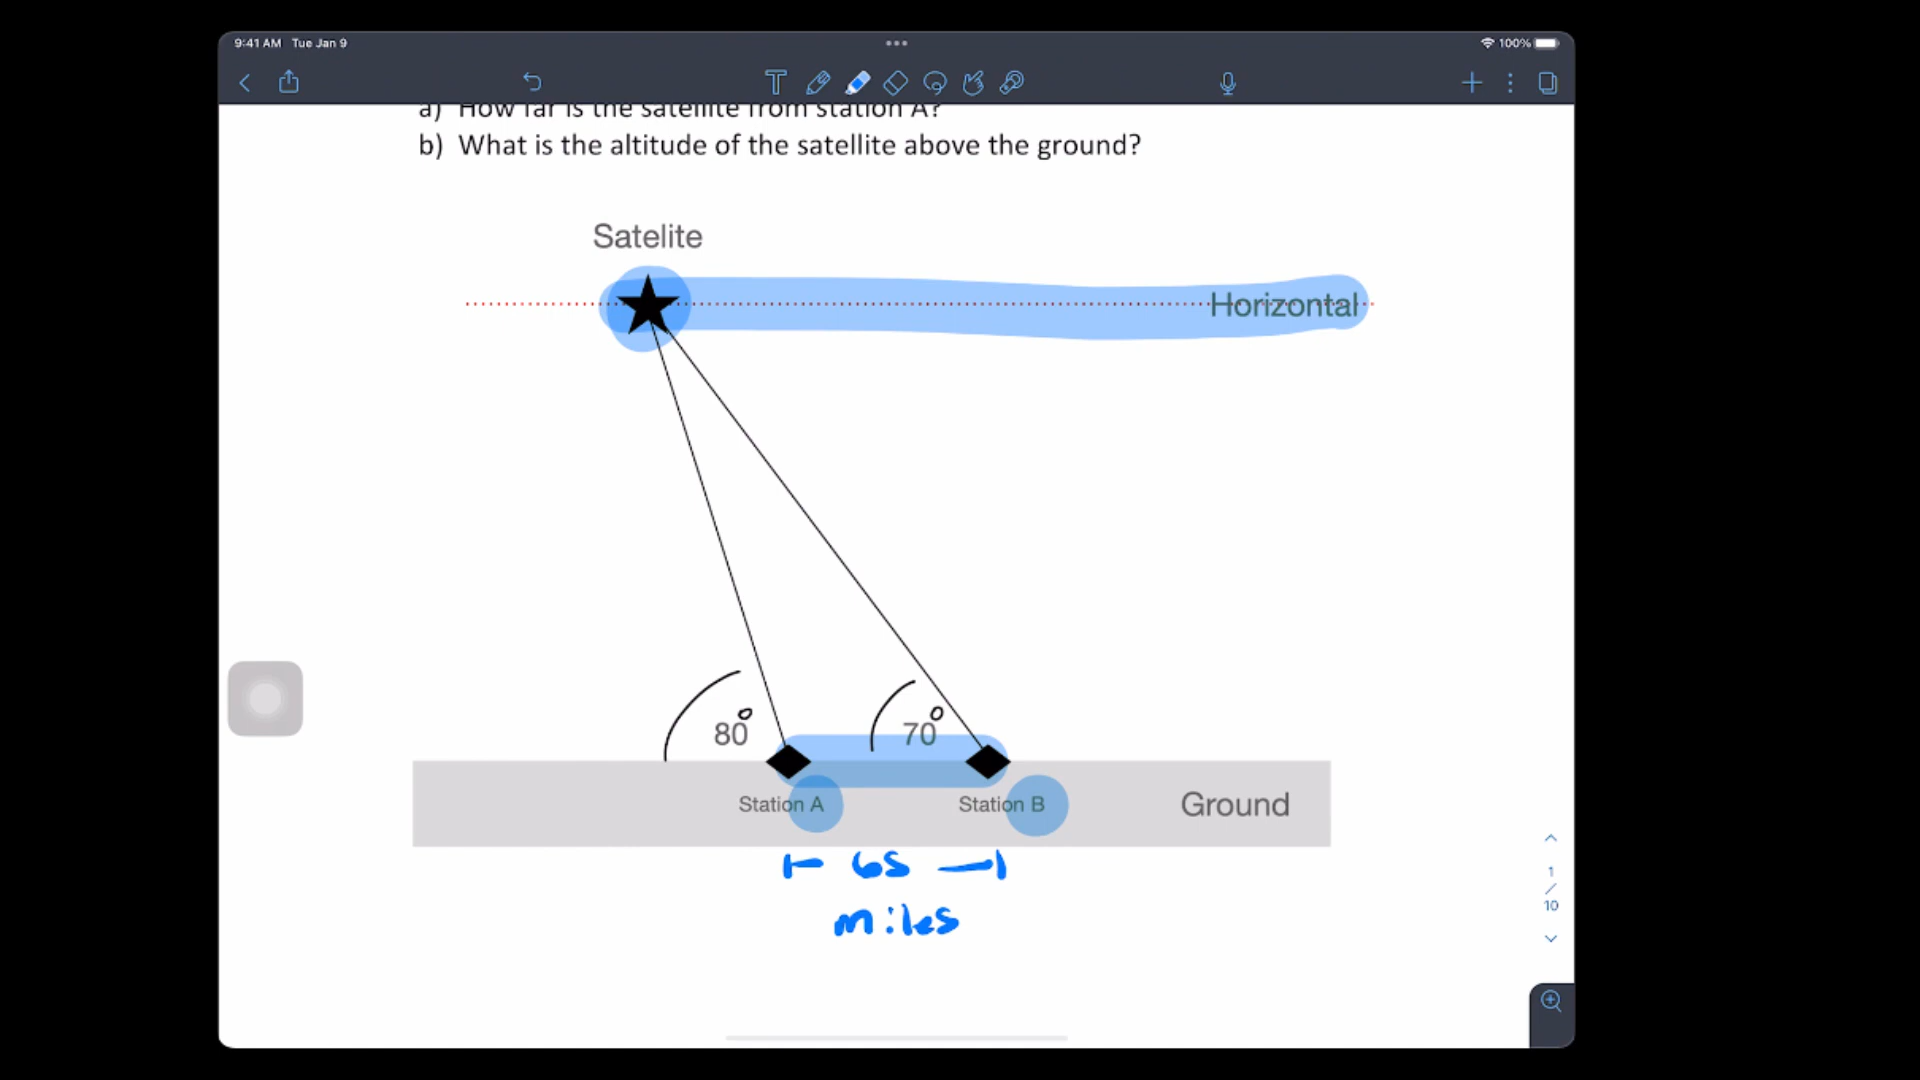 9:41 AM Tue Jan 9
100%
a) How far is the satellite from station A?
b) What is the altitude of the satellite above the ground?
Satelite
Horizontal
80°
70°
Station A
Station B
Ground
65
miles
1
/
10